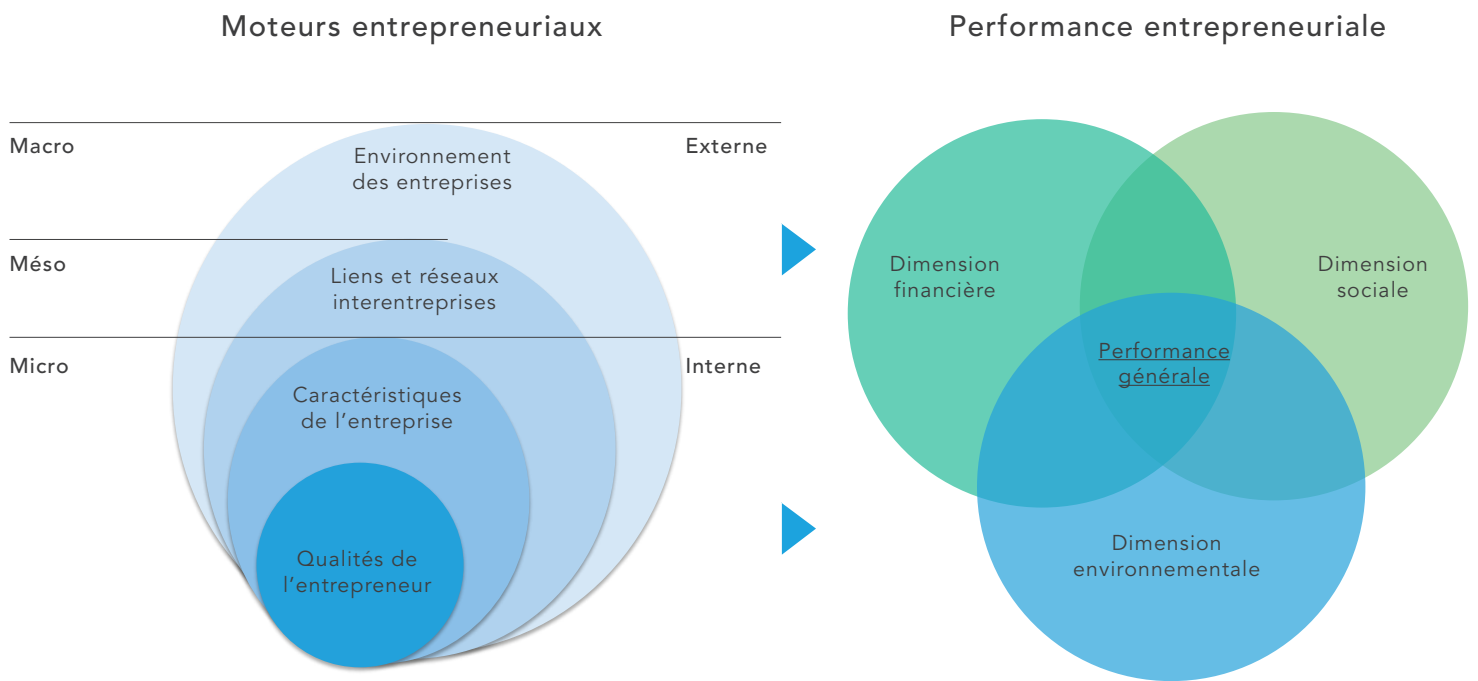 Moteurs entrepreneuriaux
Performance entrepreneuriale
Macro
Externe
Environnement
des entreprises
Méso
Liens et réseaux
interentreprises
Micro
Interne
Caractéristiques
de l’entreprise
Qualités de
l’entrepreneur
Dimension
financière
Dimension
sociale
Performance
générale
Dimension
environnementale